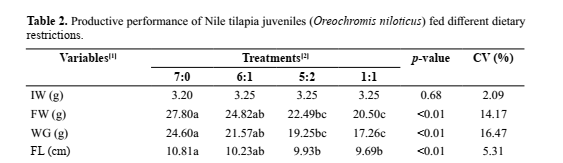 Table 2. Productive performance of Nile tilapia juveniles (Oreochromis niloticus) fed different dietary
restrictions.
Variables[1] Treatments[2] p-value CV (%)
7:0 6:1 5:2 1:1
IW (g) 3.20 3.25 3.25 3.25 0.68 2.09
FW (g) 27.80a 24.82ab 22.49bc 20.50c <0.01 14.17
WG (g) 24.60a 21.57ab 19.25bc 17.26c <0.01 16.47
FL (cm) 10.81a 10.23ab 9.93b 9.69b <0.01 5.31